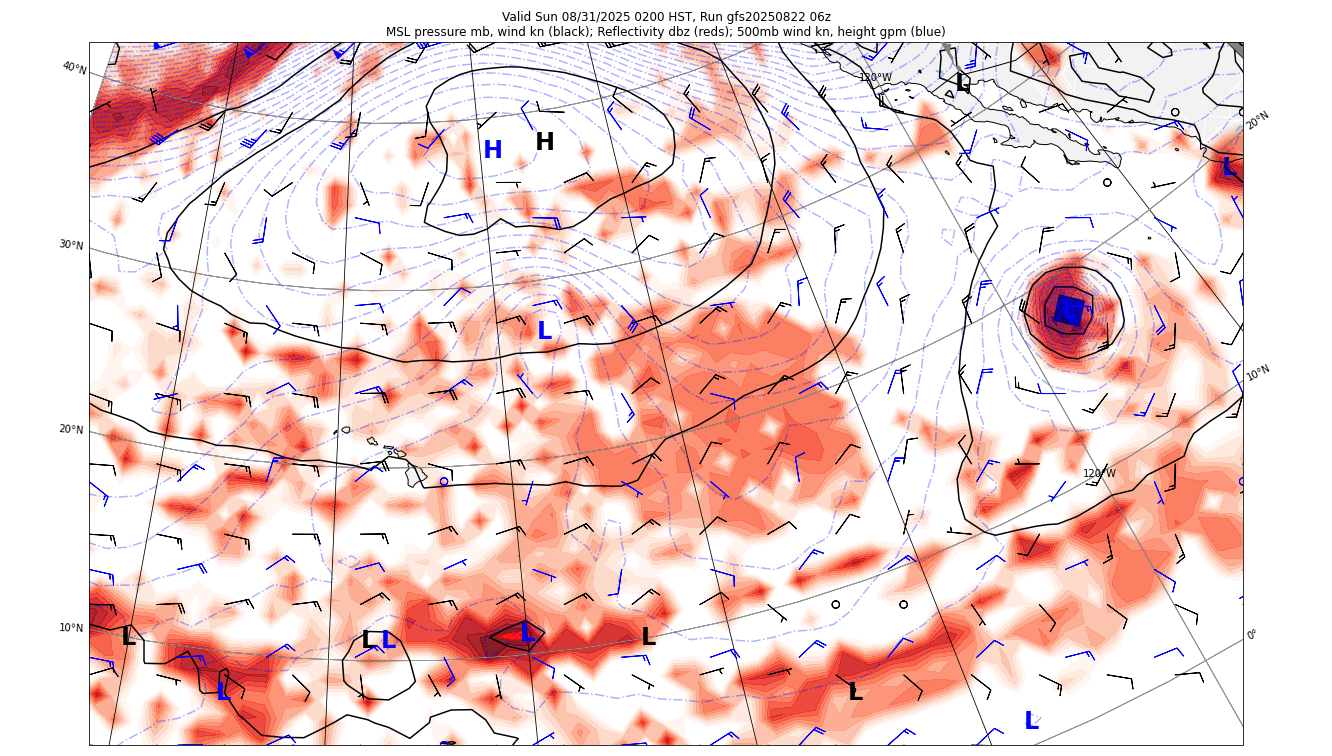 Valid Sun 08/31/2025 0200 HST, Run gfs20250822 06z
MSL pressure mb, wind kn (black); Reflectivity dbz (reds); 500mb wind kn, height gpm (blue)
40°N
120°W
L
20°N
H
H
L
30°N
L
10°N
20°N
120°W
10°N
L
L
L
L
L
0°
L
L
L